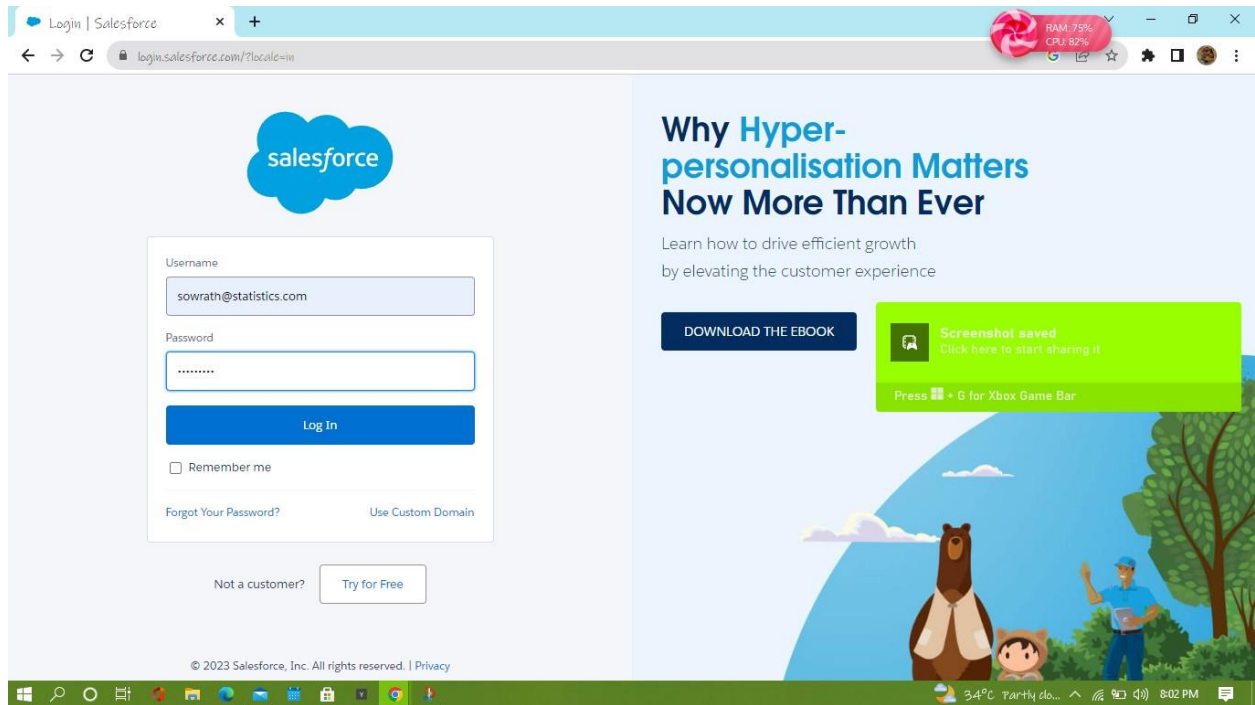 Login | Salesforce
RAM: 75%
CPU: 82%
login.salesforce.com/?locale=in
salesforce
Username
sowrath@statistics.com
Password
.........
Log In
Remember me
Forgot Your Password?
Use Custom Domain
Not a customer?
Try for Free
© 2023 Salesforce, Inc. All rights reserved. | Privacy
Why Hyper-
personalisation Matters
Now More Than Ever
Learn how to drive efficient growth
by elevating the customer experience
DOWNLOAD THE EBOOK
Screenshot saved
Click here to start sharing it
Press + G for Xbox Game Bar
34°C Partly clo... 8:02 PM